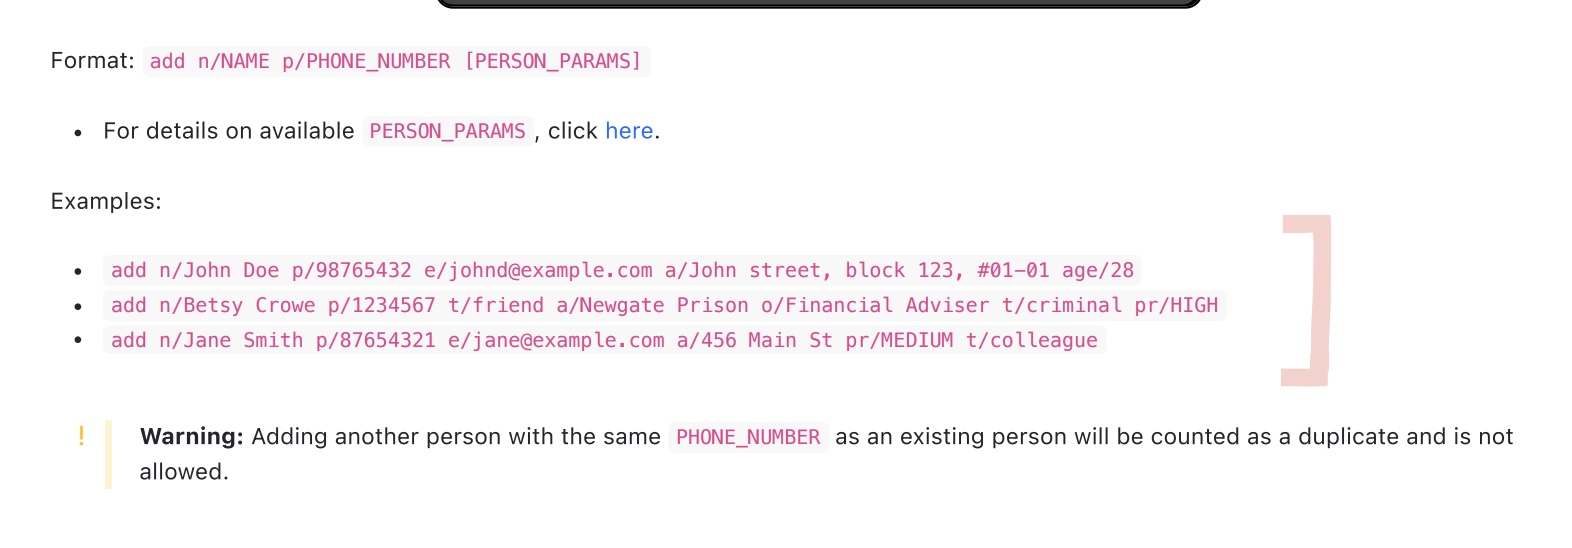 Format: add n/NAME p/PHONE_NUMBER [PERSON_PARAMS]
• For details on available PERSON_PARAMS, click here.
Examples:
• add n/John Doe p/98765432 e/johnd@example.com a/John street, block 123, #01-01 age/28
• add n/Betsy Crowe p/1234567 t/friend a/Newgate Prison o/Financial Adviser t/criminal pr/HIGH
• add n/Jane Smith p/87654321 e/jane@example.com a/456 Main St pr/MEDIUM t/colleague
! Warning: Adding another person with the same PHONE_NUMBER as an existing person will be counted as a duplicate and is not
allowed.